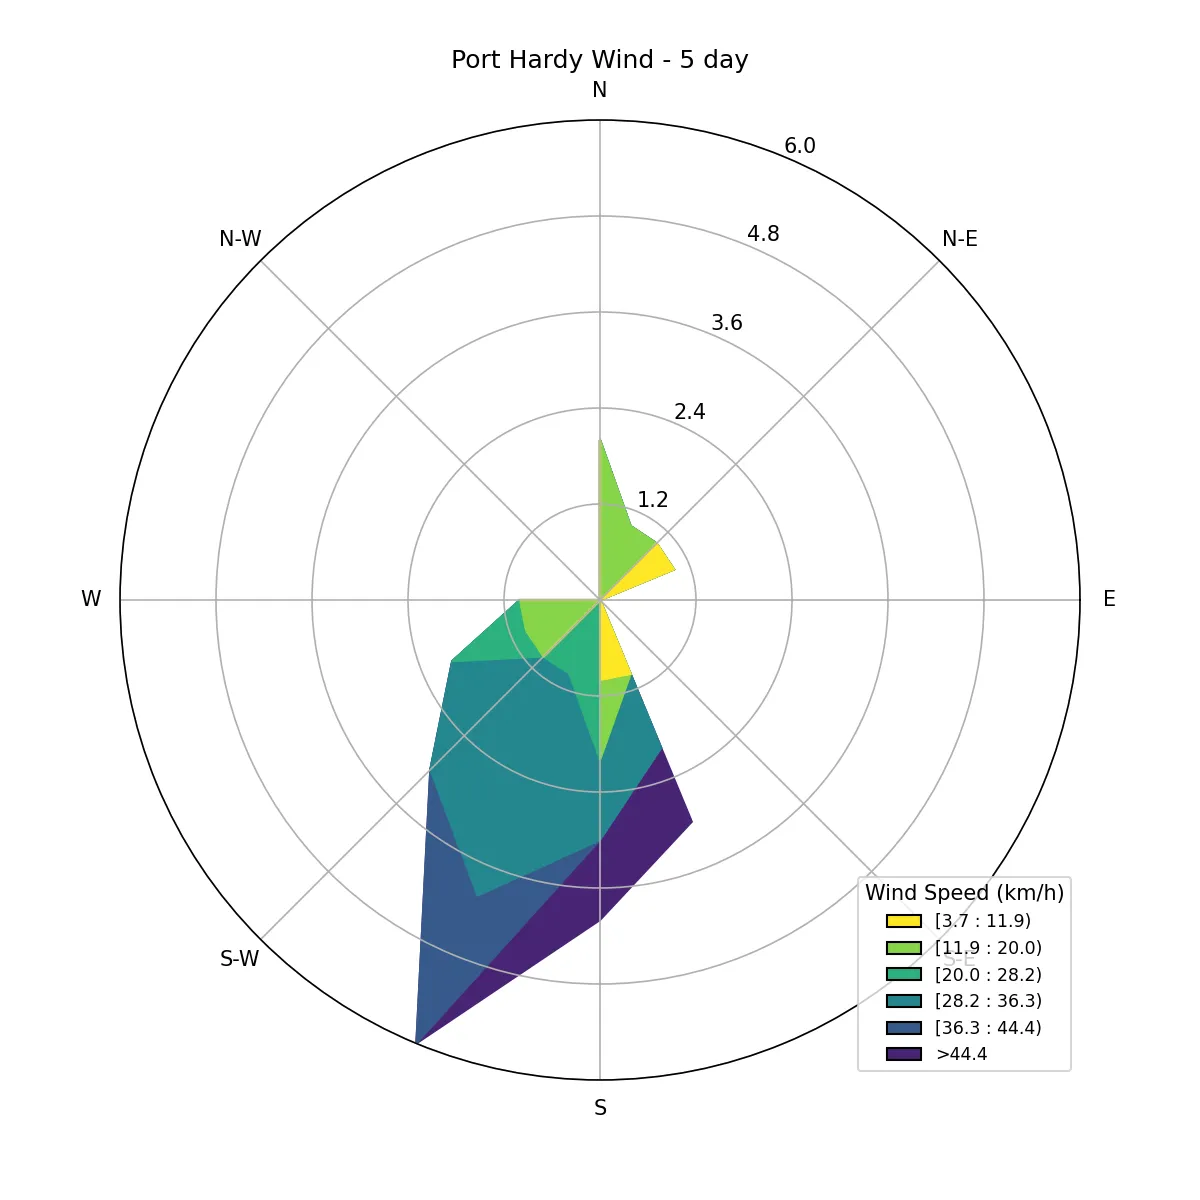 Port Hardy Wind - 5 day
N
6.0
N-W
4.8
N-E
3.6
2.4
1.2
W
E
S-W
S-E
S
Wind Speed (km/h)
[3.7 : 11.9)
[11.9 : 20.0)
[20.0 : 28.2)
[28.2 : 36.3)
[36.3 : 44.4)
>44.4